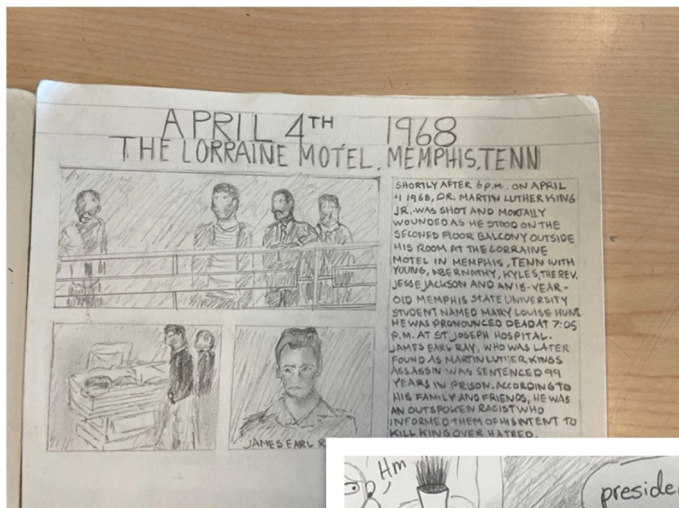 APRIL 4TH 1968
THE LORRAINE MOTEL, MEMPHIS, TENN
SHORTLY AFTER 6 P.M. ON APRIL
4 1968, DR. MARTIN LUTHER KING
JR. WAS SHOT AND MORTALLY
WOUNDED AS HE STOOD ON THE
SECONED FLOOR BALCONY OUTSIDE
HIS ROOM AT THE LORRAINE
MOTEL IN MEMPHIS, TENN WITH
YOUNG, ABERNATHY, KYLES, THE REV.
JESSE JACKSON AND AN 18-YEAR-
OLD MEMPHIS STATE UNIVERSITY
STUDENT NAMED MARY LOUISE HUNT
HE WAS PRONOUNCED DEAD AT 7:05
P.M. AT ST JOSEPH HOSPITAL.
JAMES EARL RAY, WHO WAS LATER
FOUND AS MARTIN LUTHER KINGS
ASSASSIN WAS SENTENCED 99
YEARS IN PRISON. ACCORDING TO
HIS FAMILY AND FRIENDS, HE WAS
AN OUTSPOKEN RACIST WHO
INFORMED THEM OF HIS INTENT TO
KILL KING OVER HATRED.
JAMES EARL R
Hm
preside